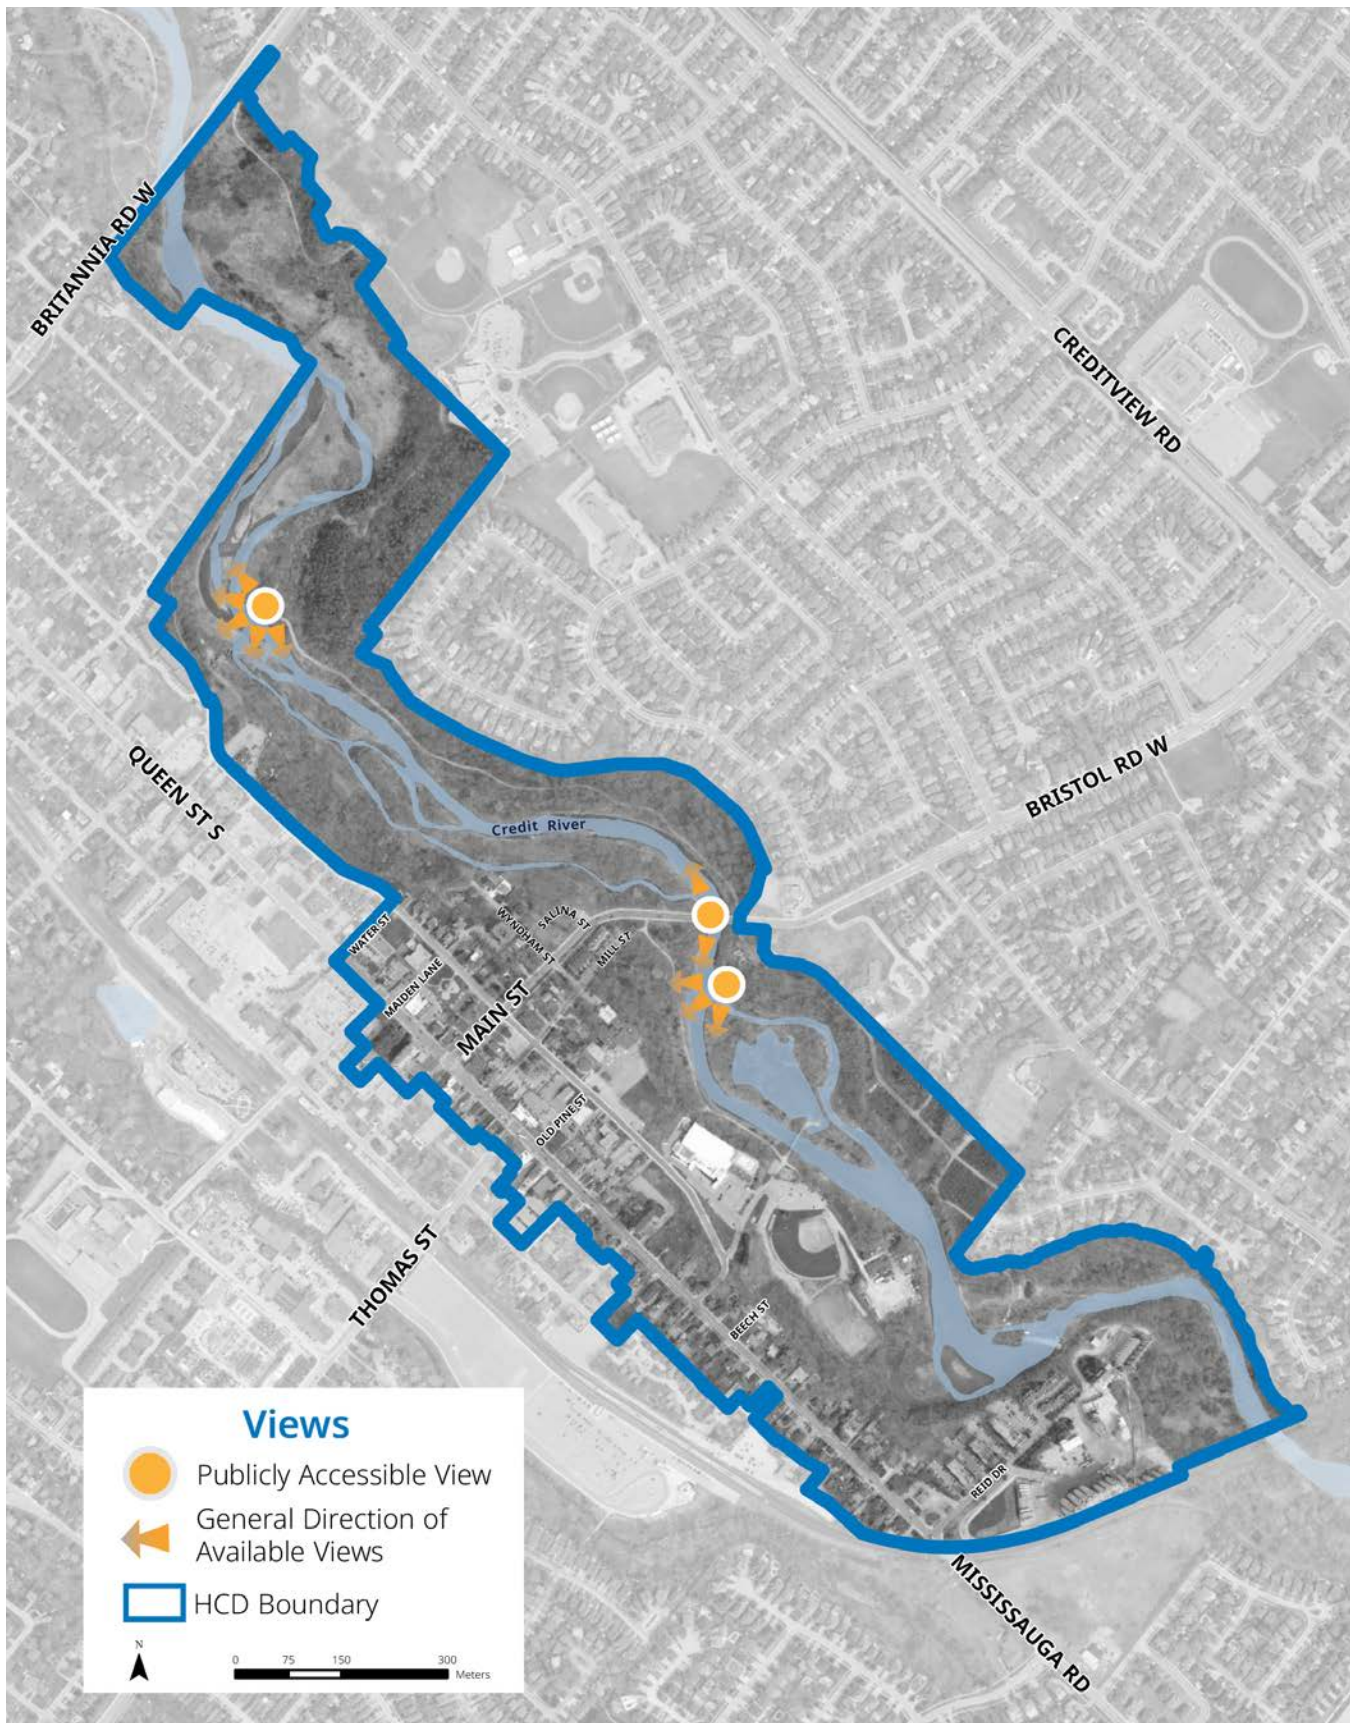 BRITANNIA RD W
CREDITVIEW RD
QUEEN ST S
BRISTOL RD W
Credit River
WATER ST
WYNDHAM ST
SALINA ST
MILL ST
MAIDEN LANE
MAIN ST
OLD PINE ST
THOMAS ST
BEECH ST
REID DR
MISSISSAUGA RD
Views
Publicly Accessible View
General Direction of
Available Views
HCD Boundary
N
0 75 150 300
Meters